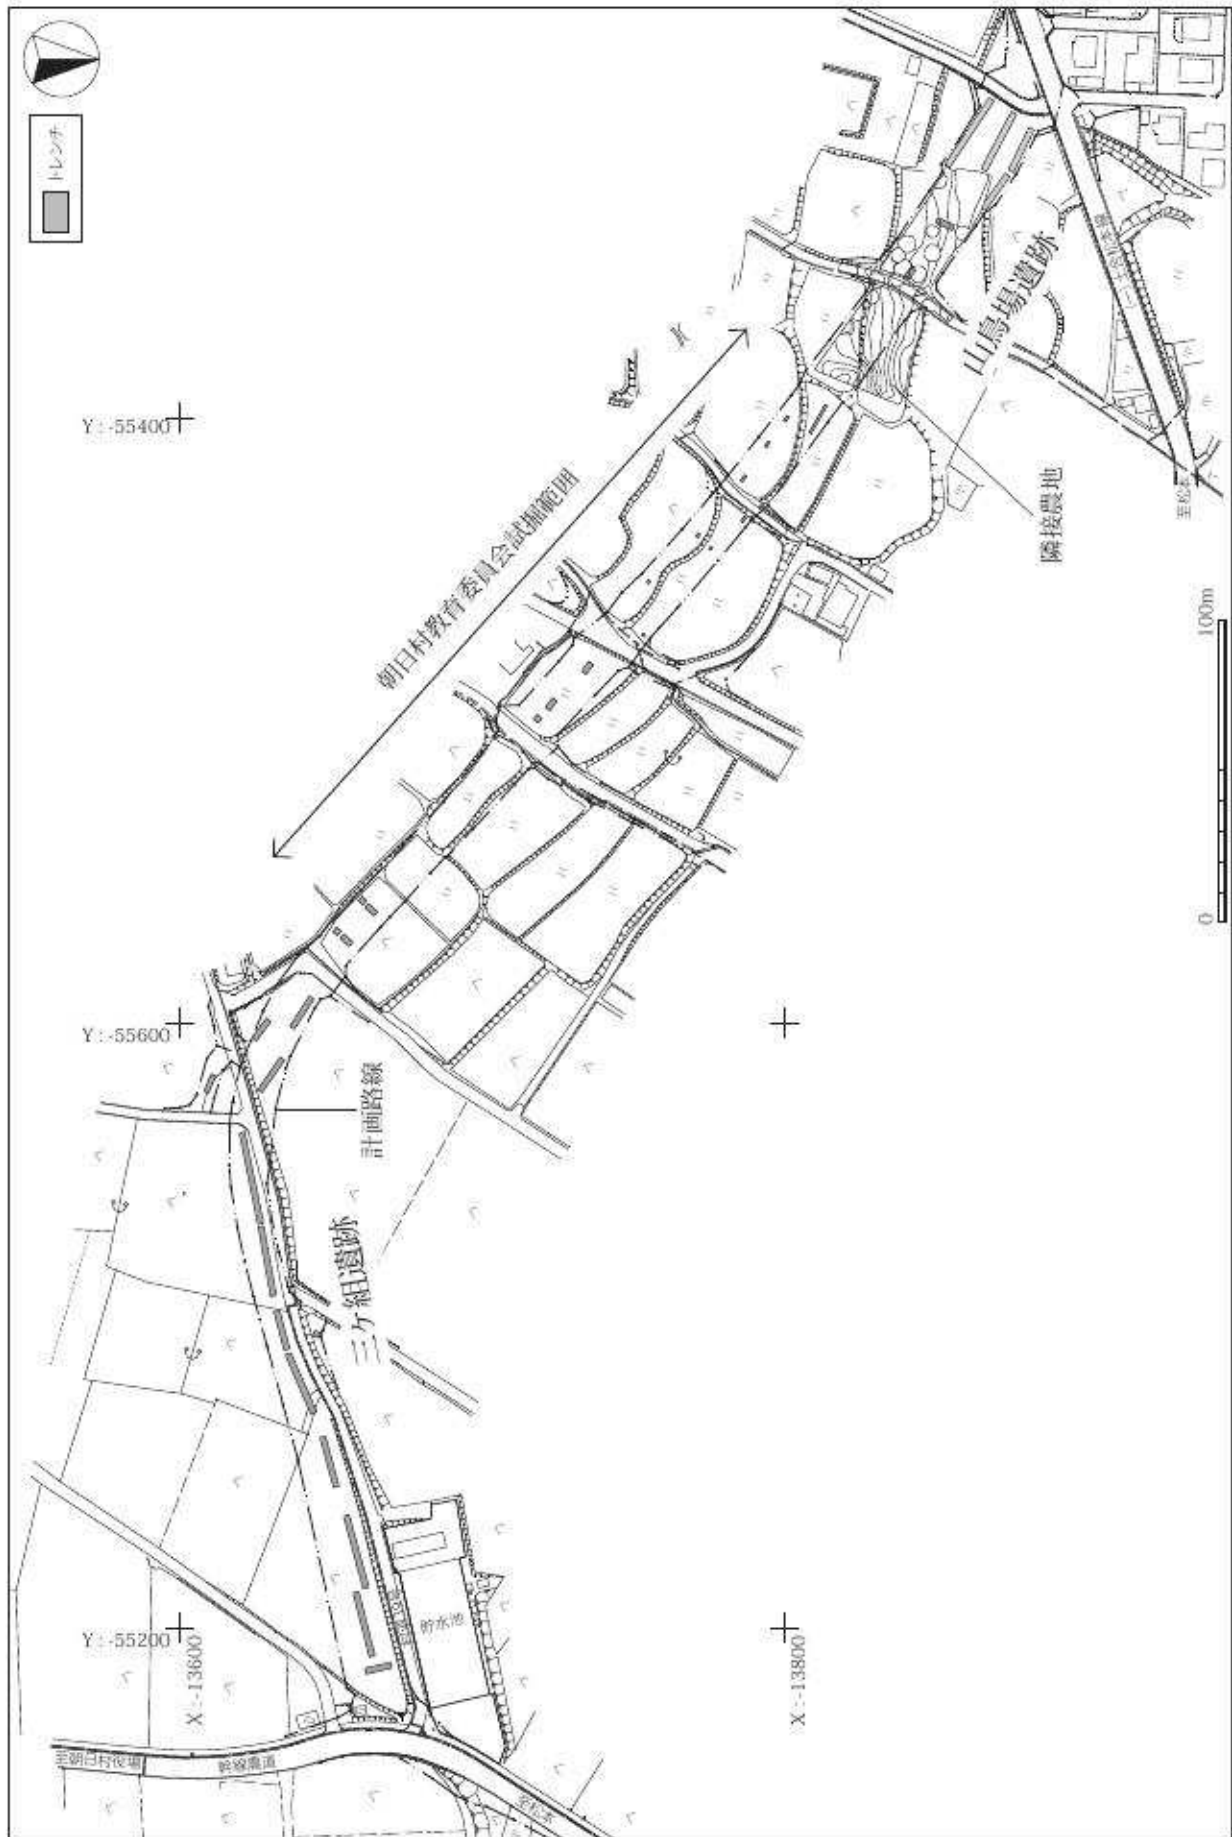 トレンチ
Y : -55400
Y : -55600
Y : -55200
X : -13600
X : -13800
朝日村教育委員会試掘範囲
山鳥場遺跡
隣接農地
至松本
計画路線
三ケ組遺跡
貯水池
至朝日村役場
幹線農道
至松本
0
100m